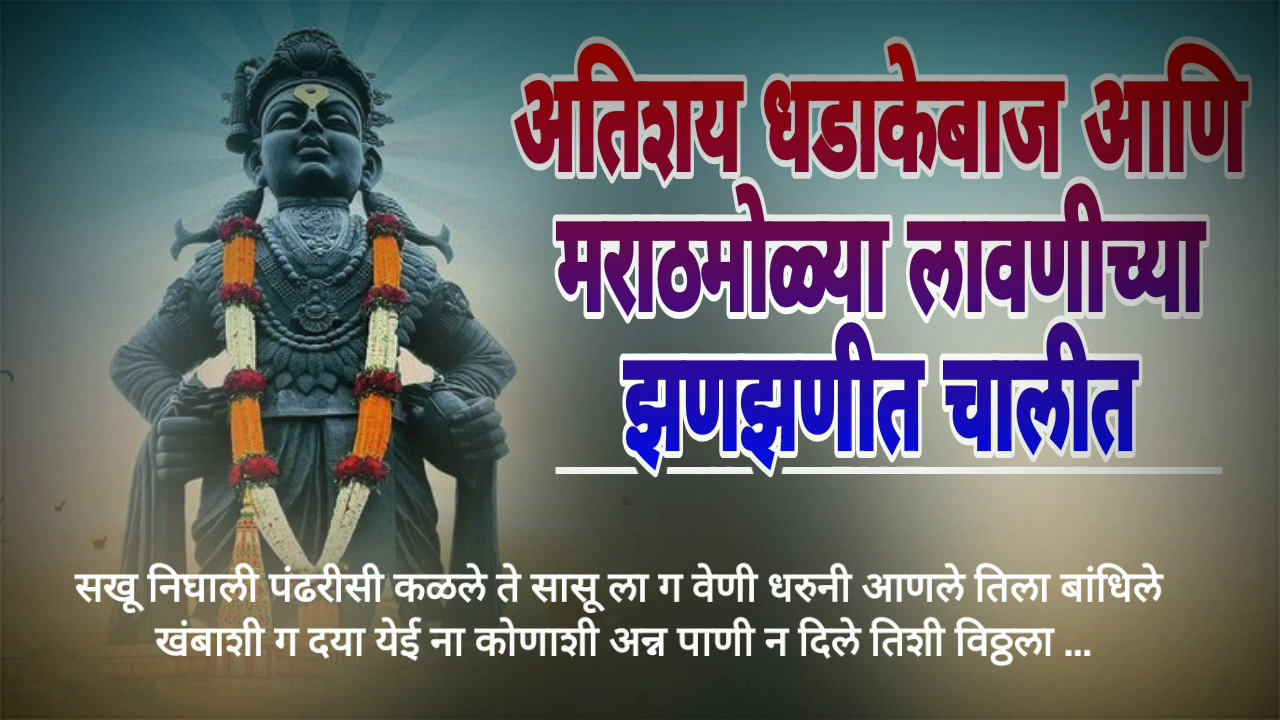 अतिशय धडाकेबाज आणि
मराठमोळ्या लावणीच्या
झणझणीत चालीत
सखू निघाली पंढरीसी कळले ते सासू ला ग वेणी धरुनी आणले तिला बांधिले
खंबाशी ग दया येई ना कोणाशी अन्न पाणी न दिले तिशी विठ्ठला ...